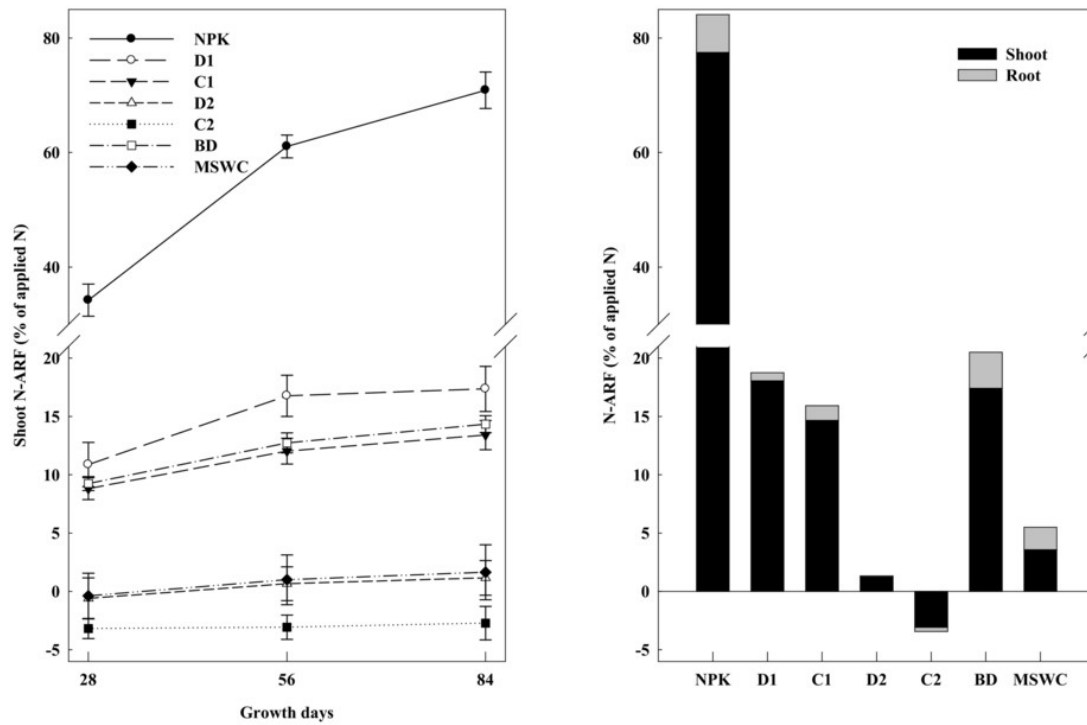 80
60
40
20
15
10
5
0
-5
Shoot N-ARF (% of applied N)
NPK
D1
C1
D2
C2
BD
MSWC
28 56 84
Growth days
80
60
40
20
15
10
5
0
-5
N-ARF (% of applied N)
Shoot
Root
NPK D1 C1 D2 C2 BD MSWC